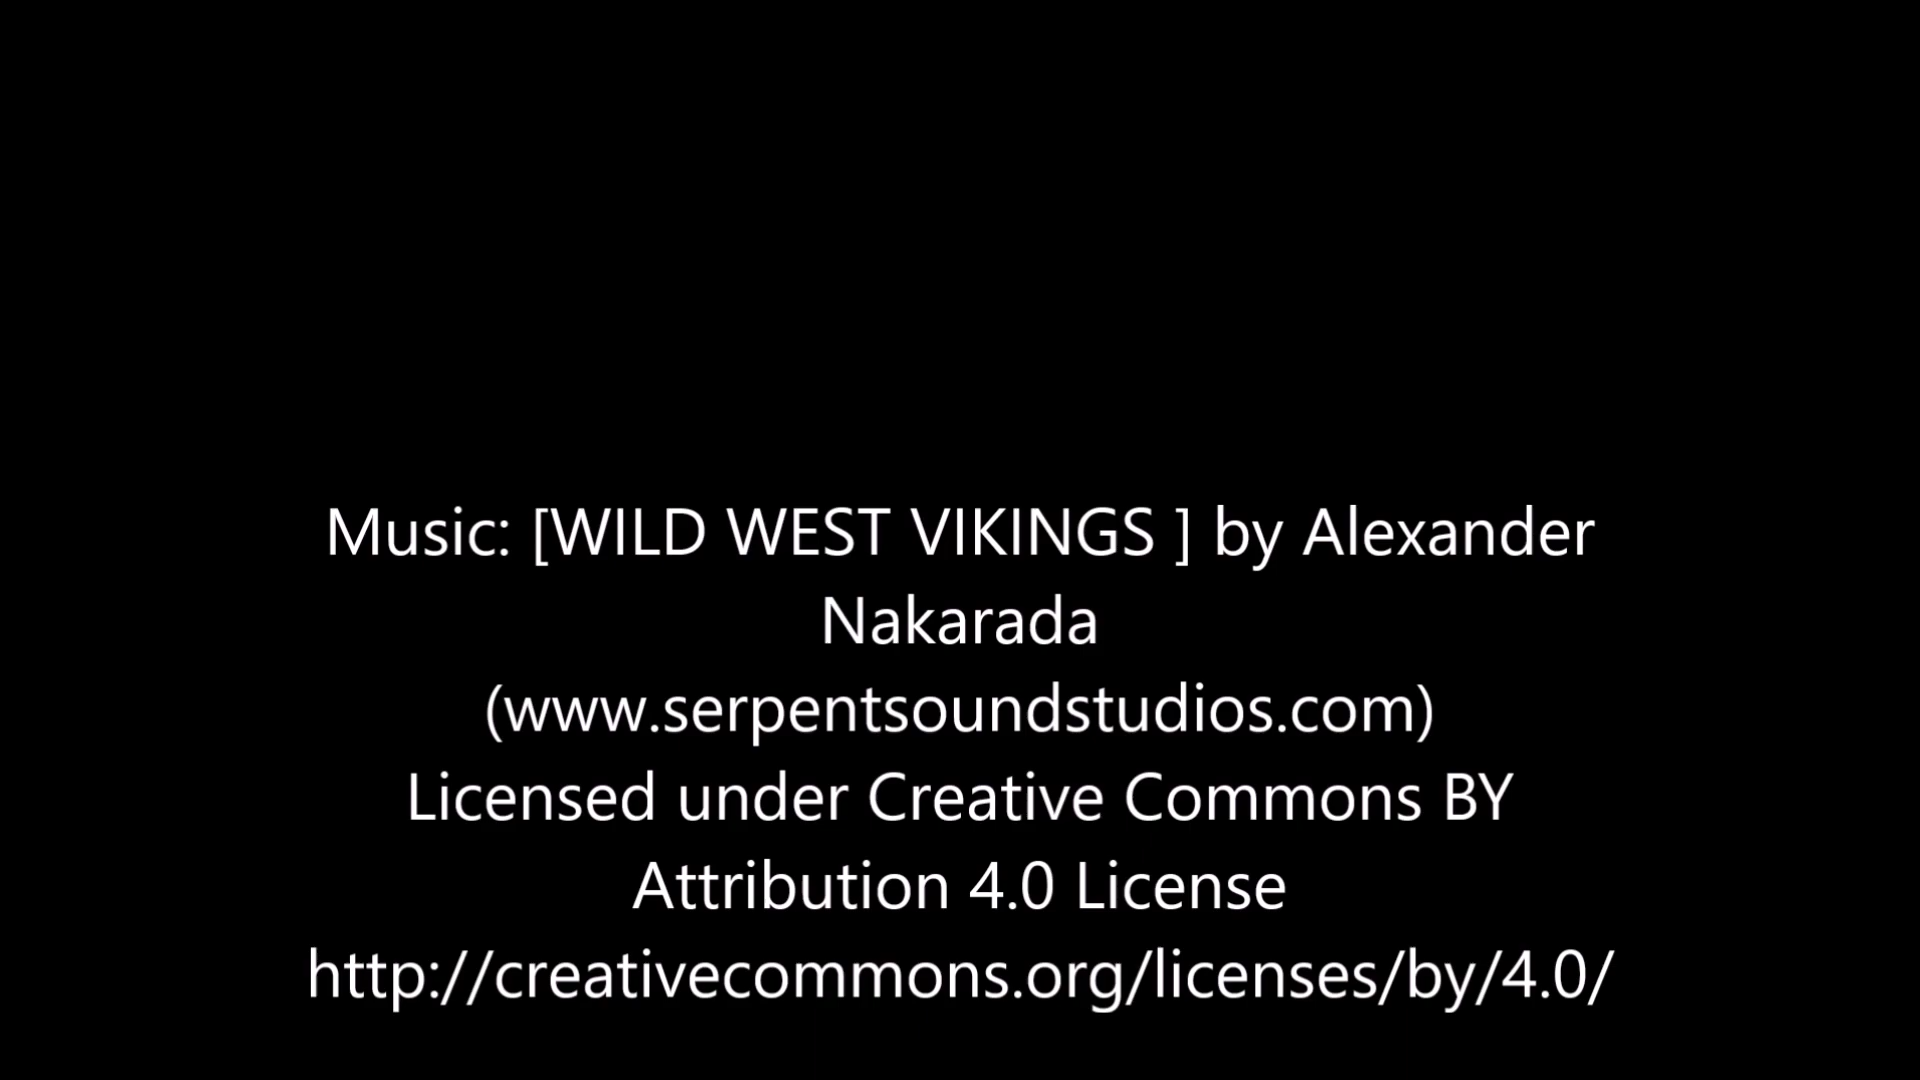 Music: [WILD WEST VIKINGS ] by Alexander
Nakarada
(www.serpentsoundstudios.com)
Licensed under Creative Commons BY
Attribution 4.0 License
http://creativecommons.org/licenses/by/4.0/